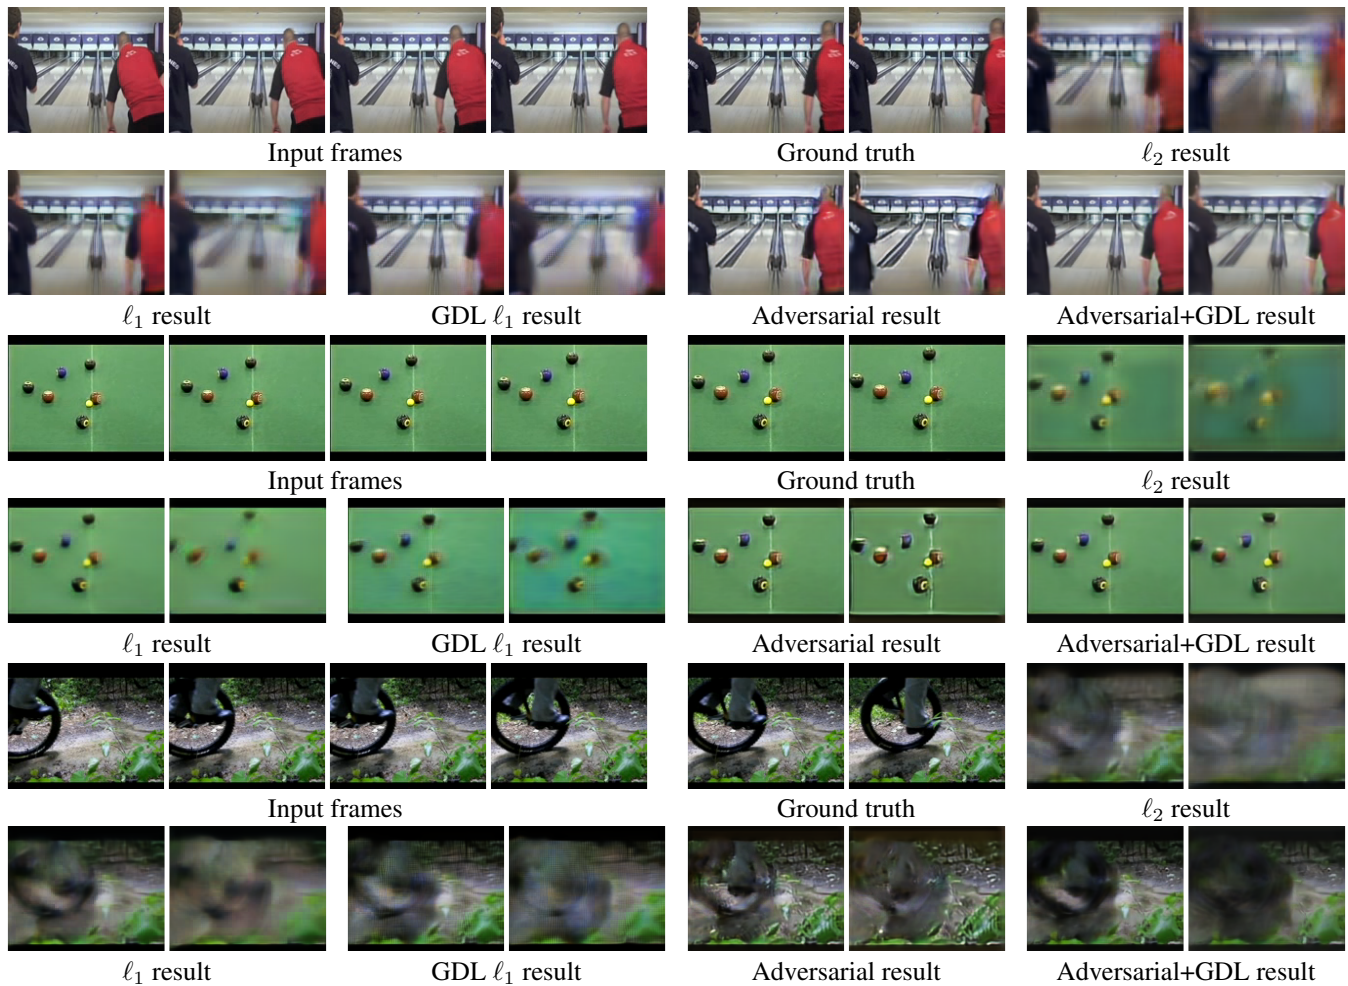 Input frames Ground truth ℓ₂ result
ℓ₁ result GDL ℓ₁ result Adversarial result Adversarial+GDL result
Input frames Ground truth ℓ₂ result
ℓ₁ result GDL ℓ₁ result Adversarial result Adversarial+GDL result
Input frames Ground truth ℓ₂ result
ℓ₁ result GDL ℓ₁ result Adversarial result Adversarial+GDL result